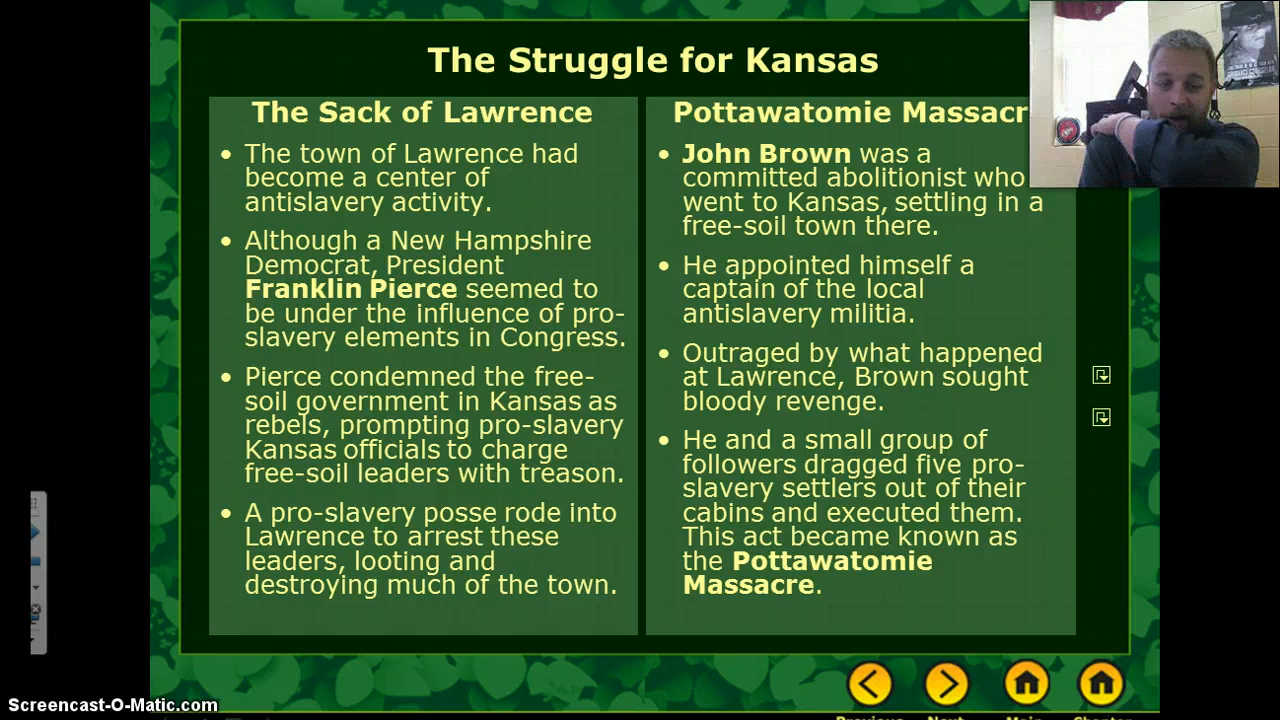 The Struggle for Kansas
The Sack of Lawrence
• The town of Lawrence had
become a center of
antislavery activity.
• Although a New Hampshire
Democrat, President
Franklin Pierce seemed to
be under the influence of pro-
slavery elements in Congress.
• Pierce condemned the free-
soil government in Kansas as
rebels, prompting pro-slavery
Kansas officials to charge
free-soil leaders with treason.
• A pro-slavery posse rode into
Lawrence to arrest these
leaders, looting and
destroying much of the town.
Pottawatomie Massacr
• John Brown was a
committed abolitionist who
went to Kansas, settling in a
free-soil town there.
• He appointed himself a
captain of the local
antislavery militia.
• Outraged by what happened
at Lawrence, Brown sought
bloody revenge.
• He and a small group of
followers dragged five pro-
slavery settlers out of their
cabins and executed them.
This act became known as
the Pottawatomie
Massacre.
Previous Next Main Chapter
Screencast-O-Matic.com